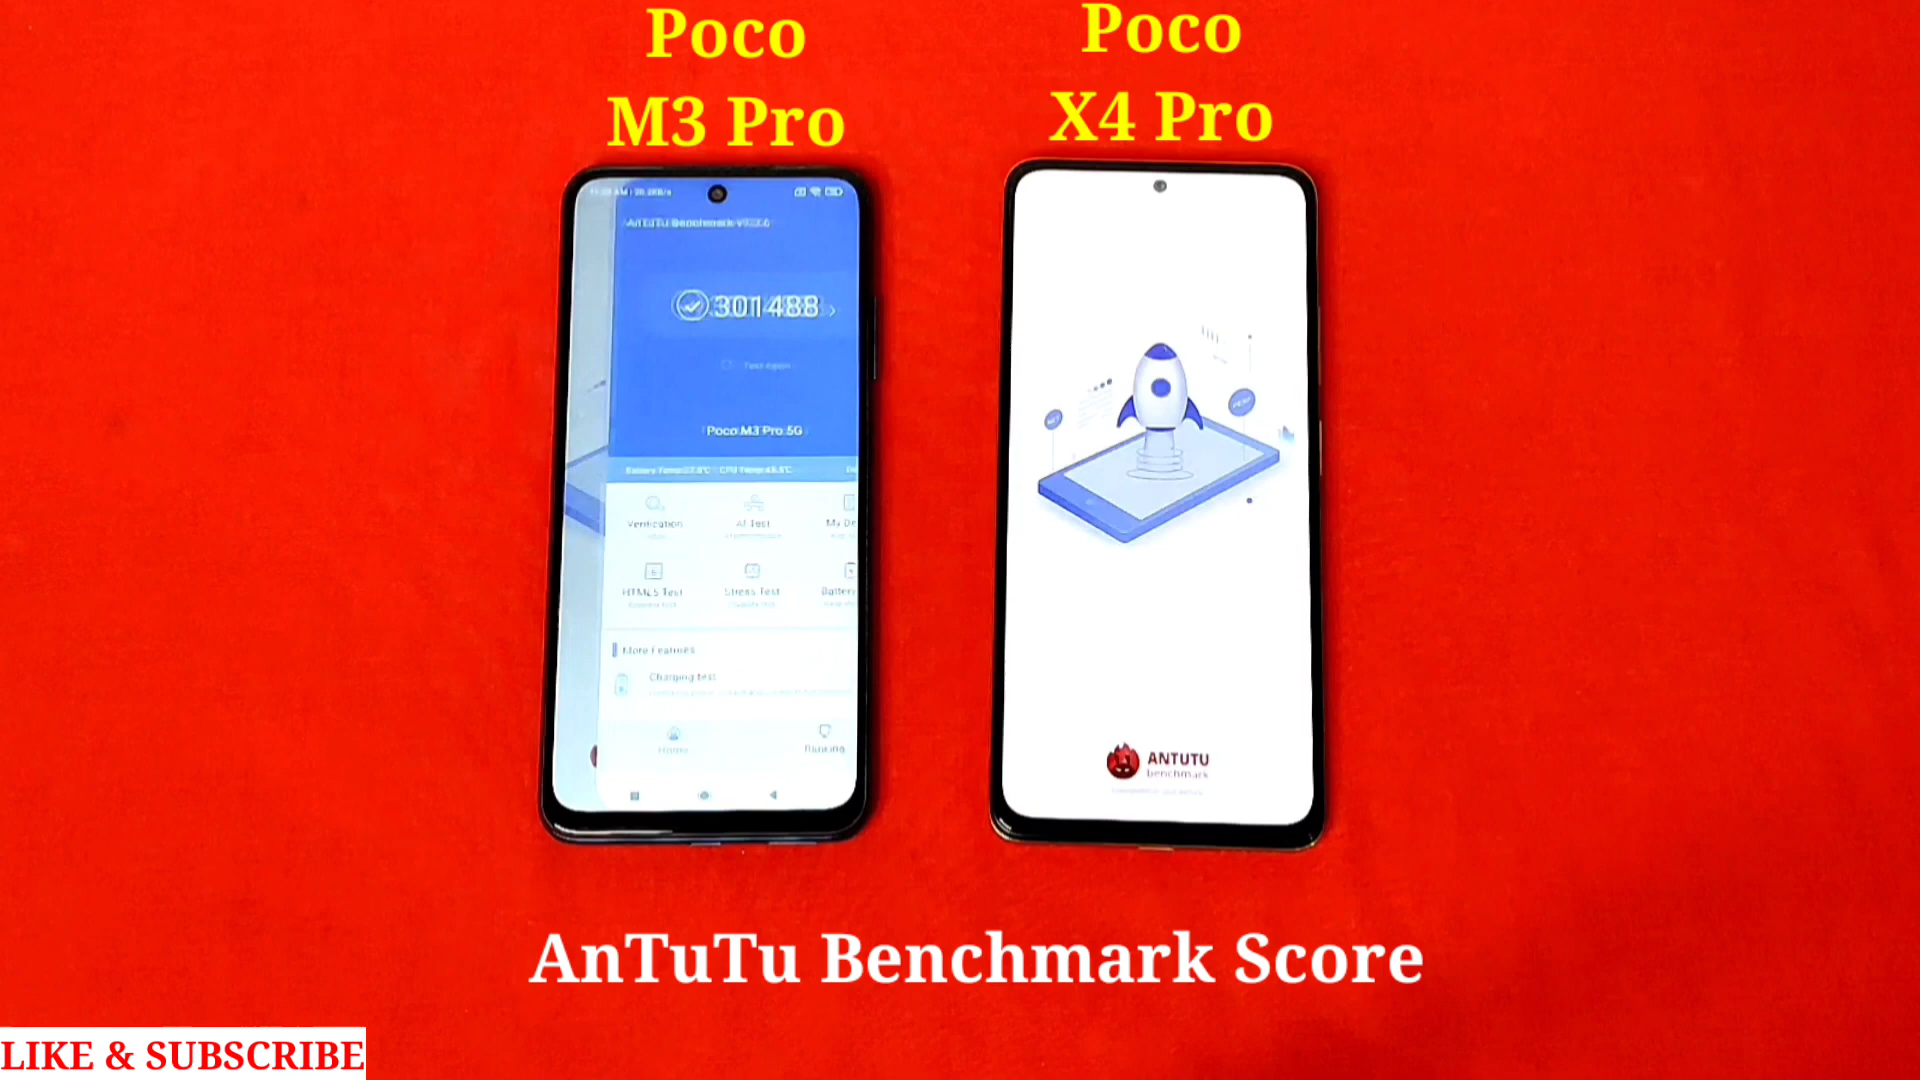 Poco
M3 Pro
Poco
X4 Pro
AnTuTu Benchmark
301488
Poco M3 Pro 5G
Verification
AI Test
HTML5 Test
Stress Test
Battery
More Features
Charging test
Home
Ranking
ANTUTU
benchmark
AnTuTu Benchmark Score
LIKE & SUBSCRIBE